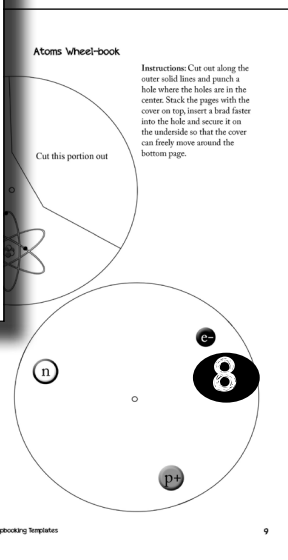 Atoms Wheel-book
Instructions: Cut out along the
outer solid lines and punch a
hole where the holes are in the
center. Stack the pages with the
cover on top, insert a brad faster
into the hole and secure it on
the underside so that the cover
can freely move around the
bottom page.
Cut this portion out
e-
n
8
p+
pbooking Templates
9